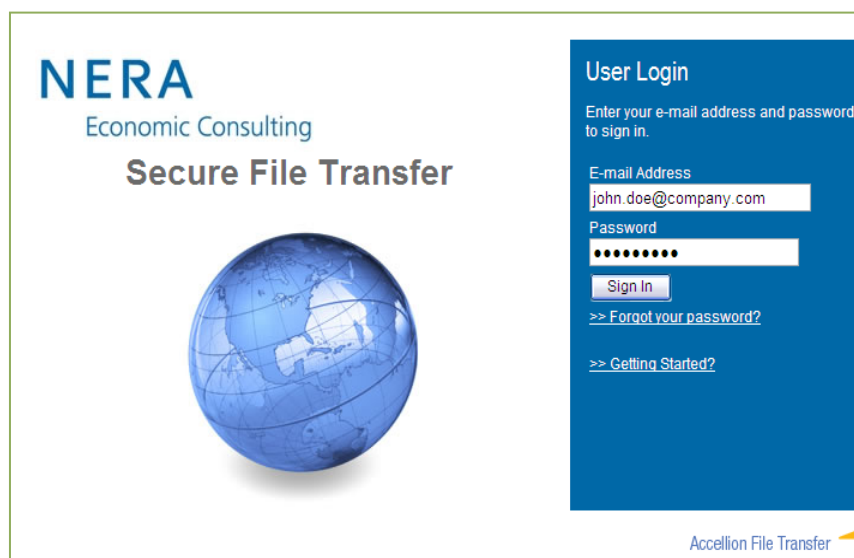 NERA
Economic Consulting
Secure File Transfer
User Login
Enter your e-mail address and password
to sign in.
E-mail Address
john.doe@company.com
Password
•••••••••
Sign In
>> Forgot your password?
>> Getting Started?
Accellion File Transfer